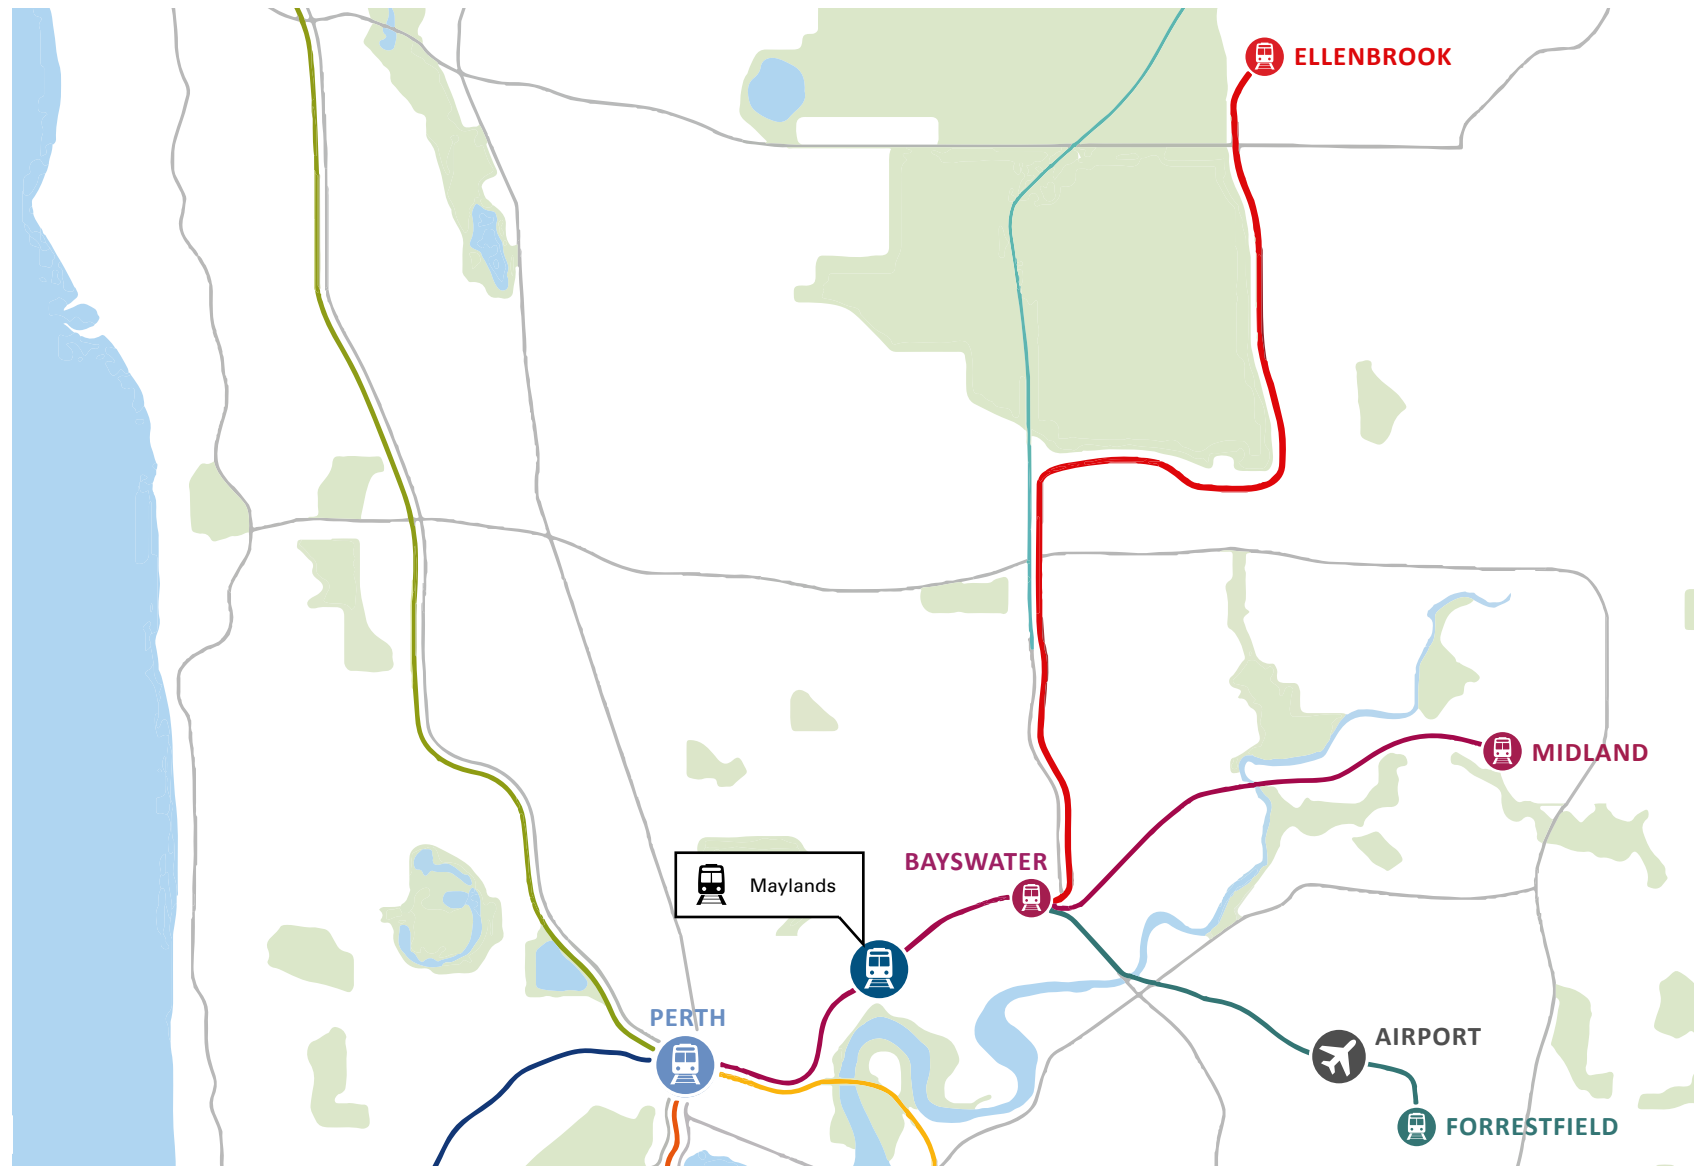 ELLENBROOK
MIDLAND
BAYSWATER
Maylands
PERTH
AIRPORT
FORRESTFIELD